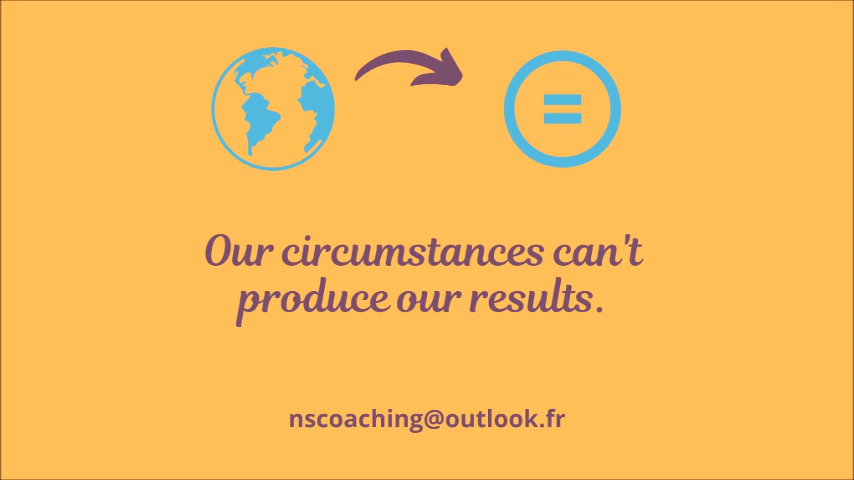 Our circumstances can't
produce our results.
nscoaching@outlook.fr